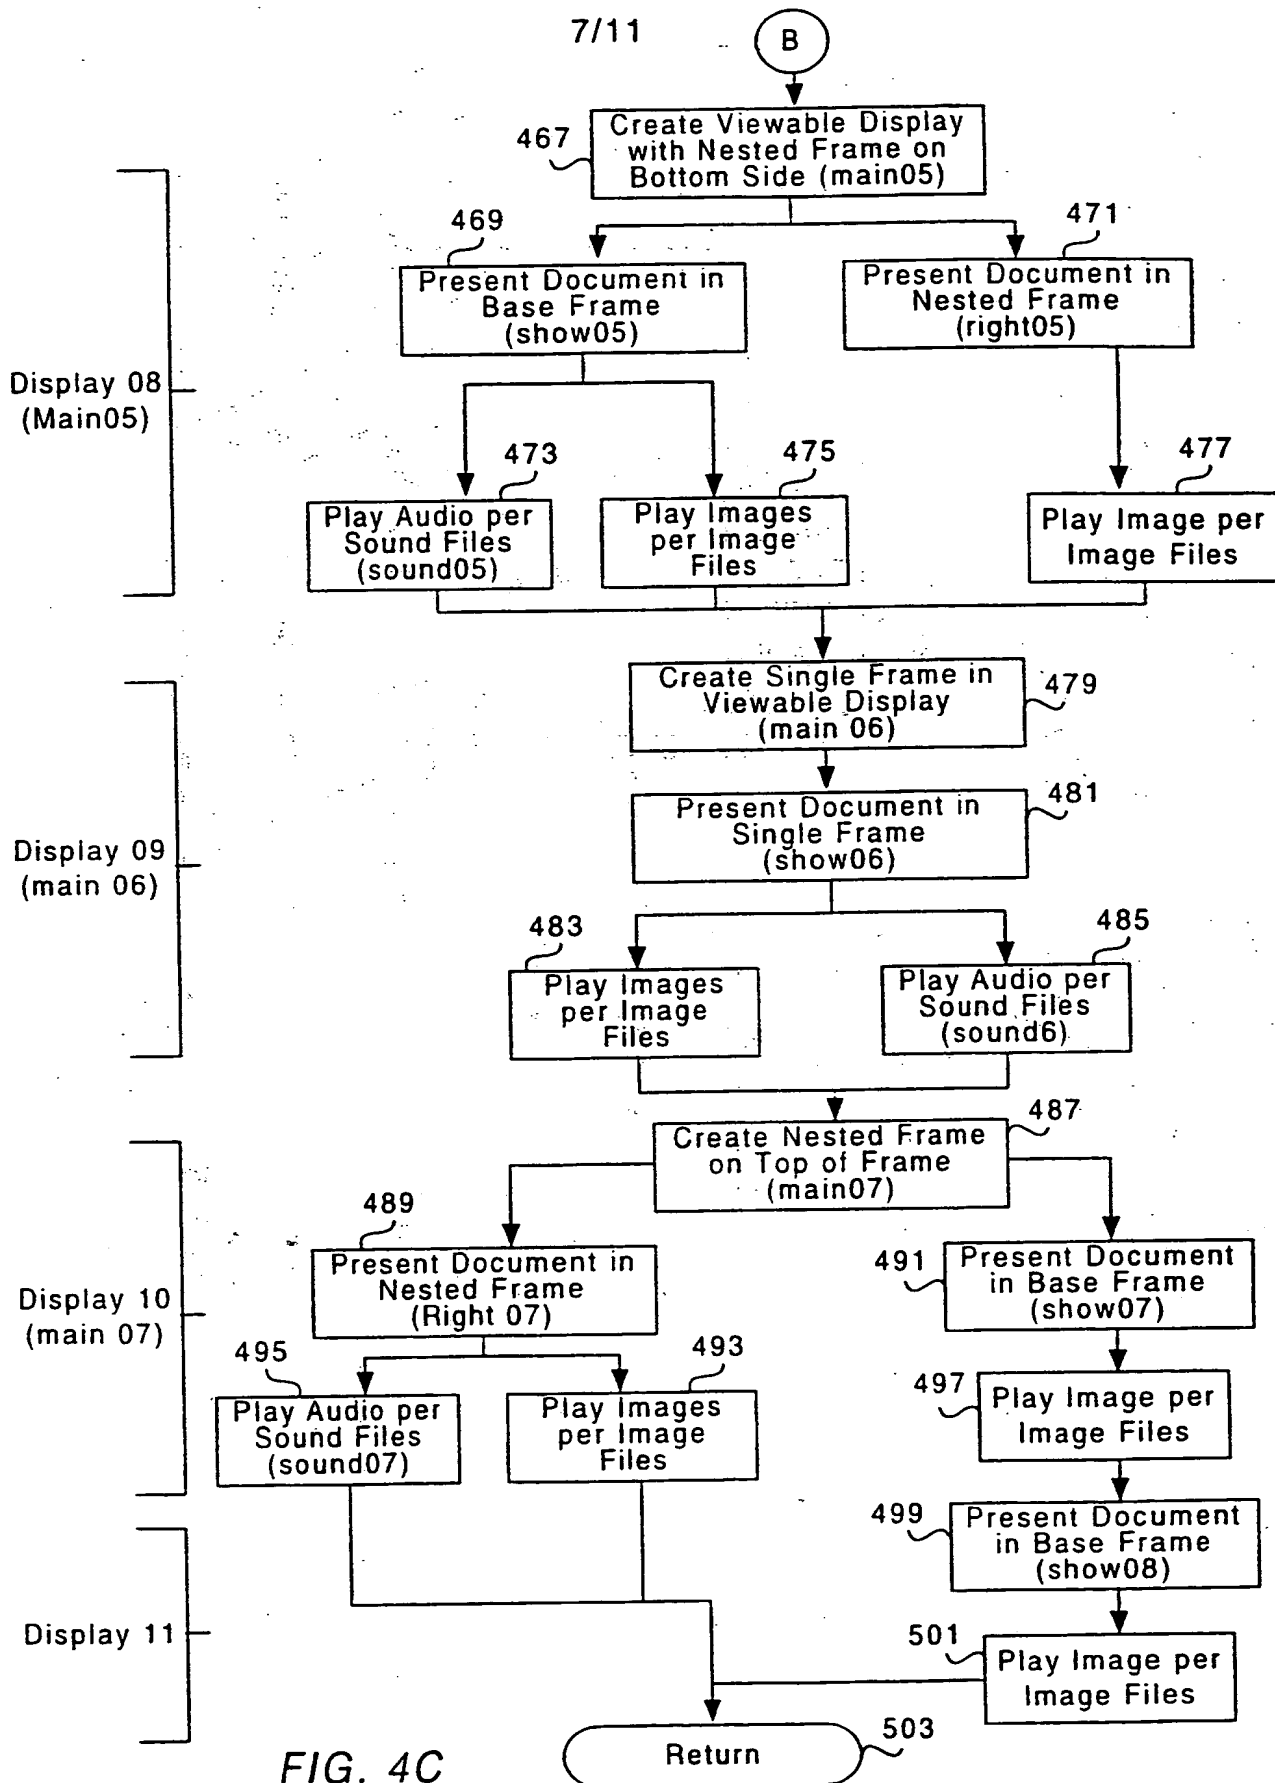 7/11
B
467
Create Viewable Display
with Nested Frame on
Bottom Side (main05)
469
Present Document in
Base Frame
(show05)
471
Present Document in
Nested Frame
(right05)
Display 08
(Main05)
473
Play Audio per
Sound Files
(sound05)
475
Play Images
per Image
Files
477
Play Image per
Image Files
Create Single Frame in
Viewable Display
(main 06)
479
Present Document in
Single Frame
(show06)
481
Display 09
(main 06)
483
Play Images
per Image
Files
485
Play Audio per
Sound Files
(sound6)
Create Nested Frame
on Top of Frame
(main07)
487
489
Present Document in
Nested Frame
(Right 07)
491
Present Document
in Base Frame
(show07)
Display 10
(main 07)
495
Play Audio per
Sound Files
(sound07)
493
Play Images
per Image
Files
497
Play Image per
Image Files
499
Present Document
in Base Frame
(show08)
Display 11
501
Play Image per
Image Files
Return
503
FIG. 4C